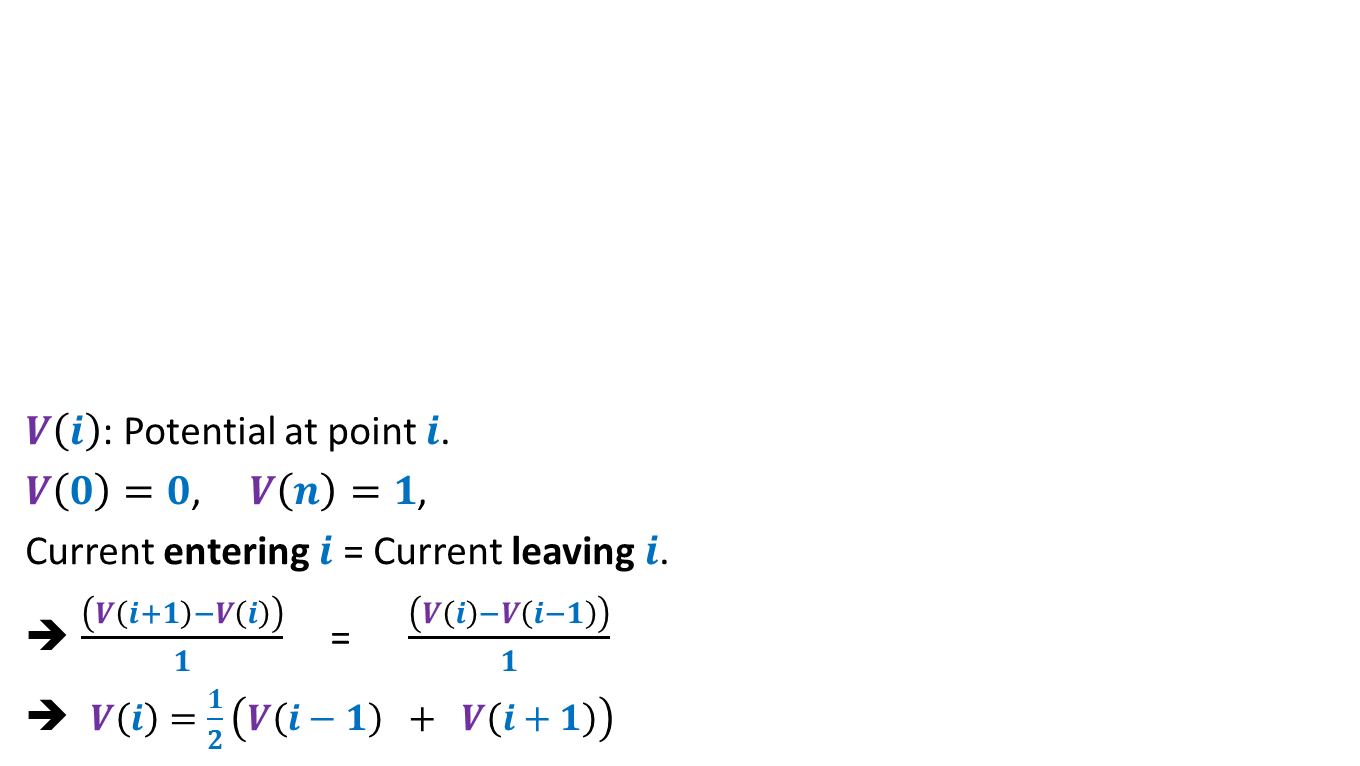 V(i): Potential at point i.
V(0) = 0, V(n) = 1,
Current entering i = Current leaving i.
➔ (V(i+1)−V(i))/1 = (V(i)−V(i−1))/1
➔ V(i) = 1/2 (V(i − 1) + V(i + 1))